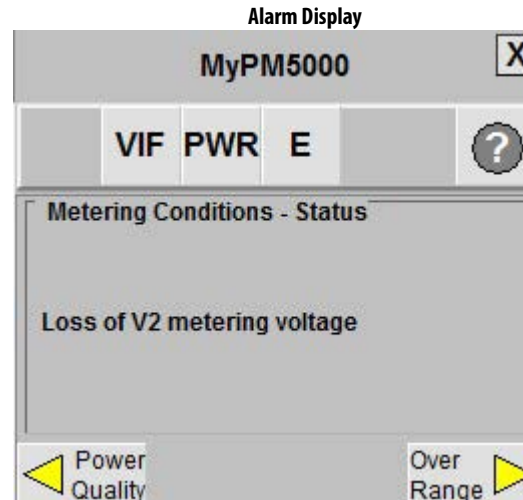 Alarm Display
MyPM5000
X
VIF PWR E ?
Metering Conditions - Status
Loss of V2 metering voltage
Power
Quality
Over
Range